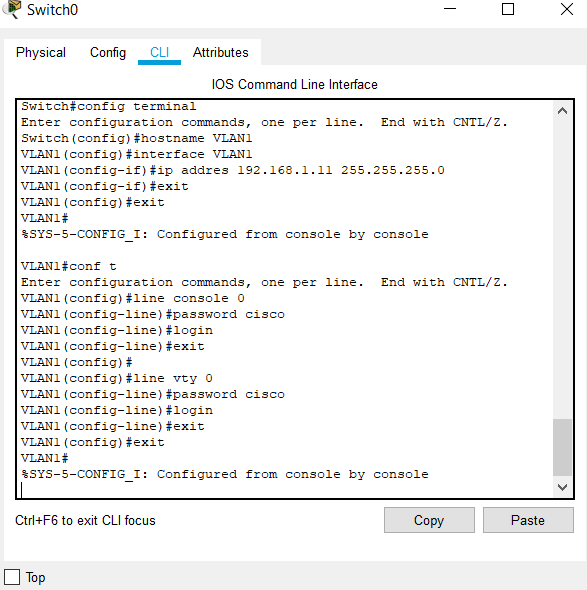 Switch0
Physical Config CLI Attributes
IOS Command Line Interface
Switch#config terminal
Enter configuration commands, one per line.  End with CNTL/Z.
Switch(config)#hostname VLAN1
VLAN1(config)#interface VLAN1
VLAN1(config-if)#ip addres 192.168.1.11 255.255.255.0
VLAN1(config-if)#exit
VLAN1(config)#exit
VLAN1#
%SYS-5-CONFIG_I: Configured from console by console
VLAN1#conf t
Enter configuration commands, one per line.  End with CNTL/Z.
VLAN1(config)#line console 0
VLAN1(config-line)#password cisco
VLAN1(config-line)#login
VLAN1(config-line)#exit
VLAN1(config)#
VLAN1(config)#line vty 0
VLAN1(config-line)#password cisco
VLAN1(config-line)#login
VLAN1(config-line)#exit
VLAN1(config)#exit
VLAN1#
%SYS-5-CONFIG_I: Configured from console by console
Ctrl+F6 to exit CLI focus Copy Paste
Top